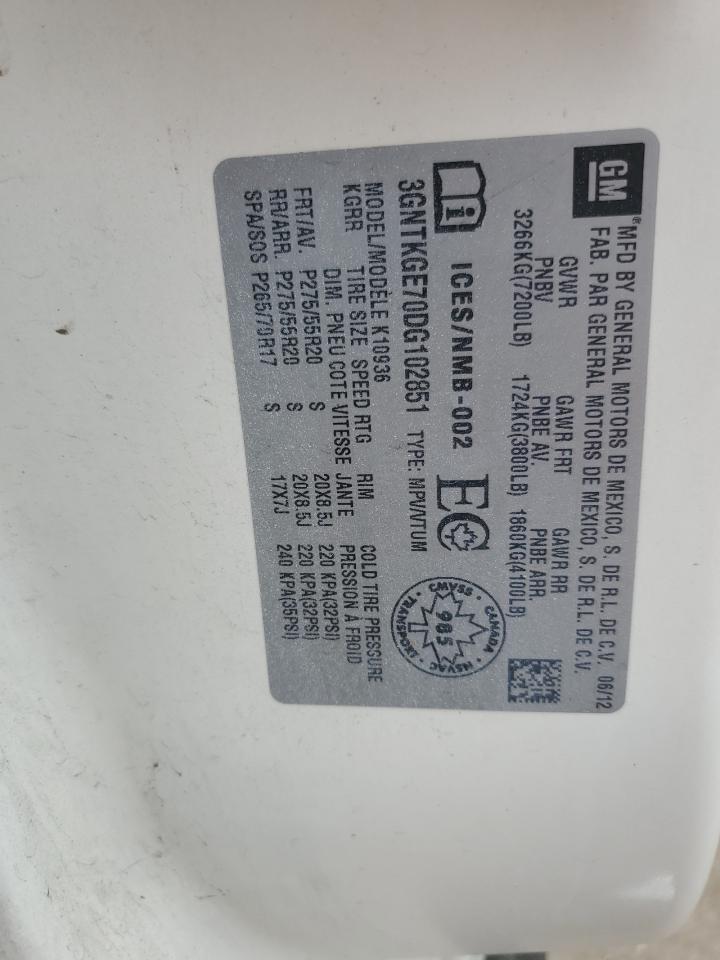 GM
®MFD BY GENERAL MOTORS DE MEXICO, S. DE R.L. DE C.V. 06/12
FAB. PAR GENERAL MOTORS DE MEXICO, S. DE R.L. DE C.V.
GVWR GAWR FRT GAWR RR
PNBV PNBE AV. PNBE ARR.
3266KG(7200LB) 1724KG(3800LB) 1860KG(4100LB)
i ICES/NMB-002 EC
CMVSS · CANADA · NSVAC · TRANSPORT ·
985
3GNTKGE70DG102851 TYPE: MPV/VTUM
MODEL/MODÈLE K10936
KGRR TIRE SIZE SPEED RTG RIM COLD TIRE PRESSURE
DIM. PNEU COTE VITESSE JANTE PRESSION À FROID
FRT/AV. P275/55R20 S 20X8.5J 220 KPA(32PSI)
RR/ARR. P275/55R20 S 20X8.5J 220 KPA(32PSI)
SPA/SOS P265/70R17 S 17X7J 240 KPA(35PSI)